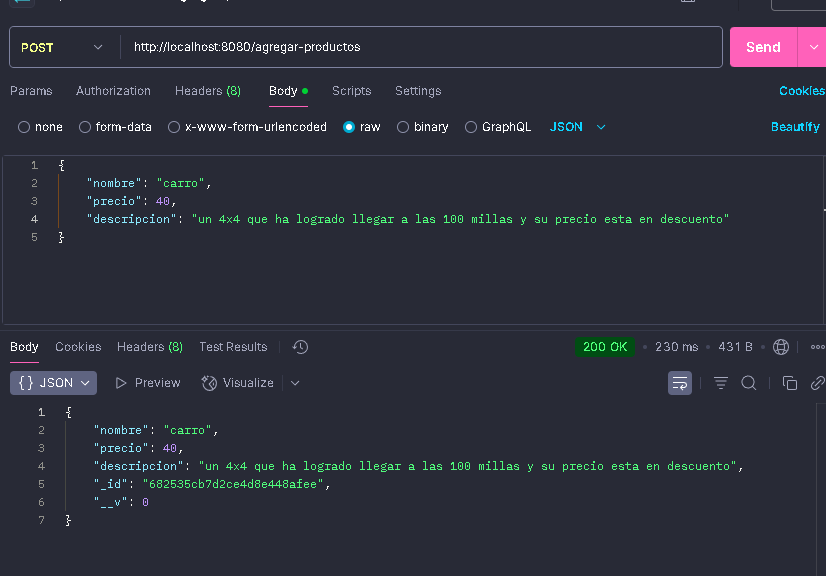 POST http://localhost:8080/agregar-productos Send
Params Authorization Headers (8) Body Scripts Settings Cookies
none form-data x-www-form-urlencoded raw binary GraphQL JSON Beautify
1 {
2 "nombre": "carro",
3 "precio": 40,
4 "descripcion": "un 4x4 que ha logrado llegar a las 100 millas y su precio esta en descuento"
5 }
Body Cookies Headers (8) Test Results 200 OK 230 ms 431 B
{} JSON Preview Visualize
1 {
2 "nombre": "carro",
3 "precio": 40,
4 "descripcion": "un 4x4 que ha logrado llegar a las 100 millas y su precio esta en descuento",
5 "_id": "682535cb7d2ce4d8e448afee",
6 "__v": 0
7 }